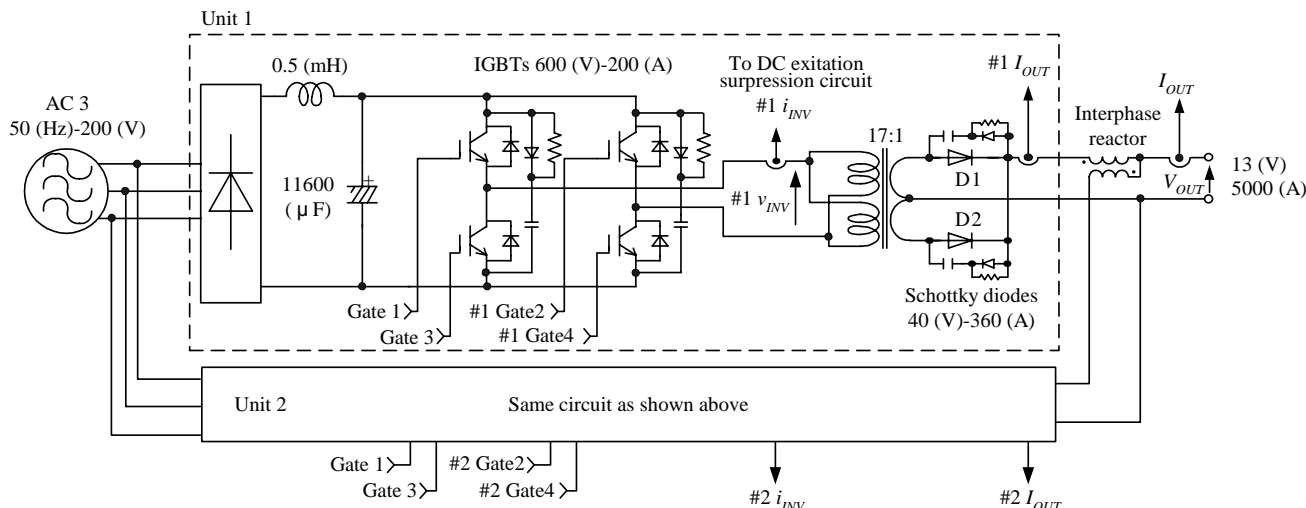 Unit 1
0.5 (mH)
IGBTs 600 (V)-200 (A)
To DC exitation
surpression circuit
#1 i_INV
#1 I_OUT
I_OUT
AC 3
50 (Hz)-200 (V)
Interphase
reactor
17:1
D1
13 (V)
5000 (A)
V_OUT
11600
( μ F)
#1 v_INV
D2
Schottky diodes
40 (V)-360 (A)
Gate 1
Gate 3
#1 Gate2
#1 Gate4
Unit 2
Same circuit as shown above
Gate 1
Gate 3
#2 Gate2
#2 Gate4
#2 i_INV
#2 I_OUT